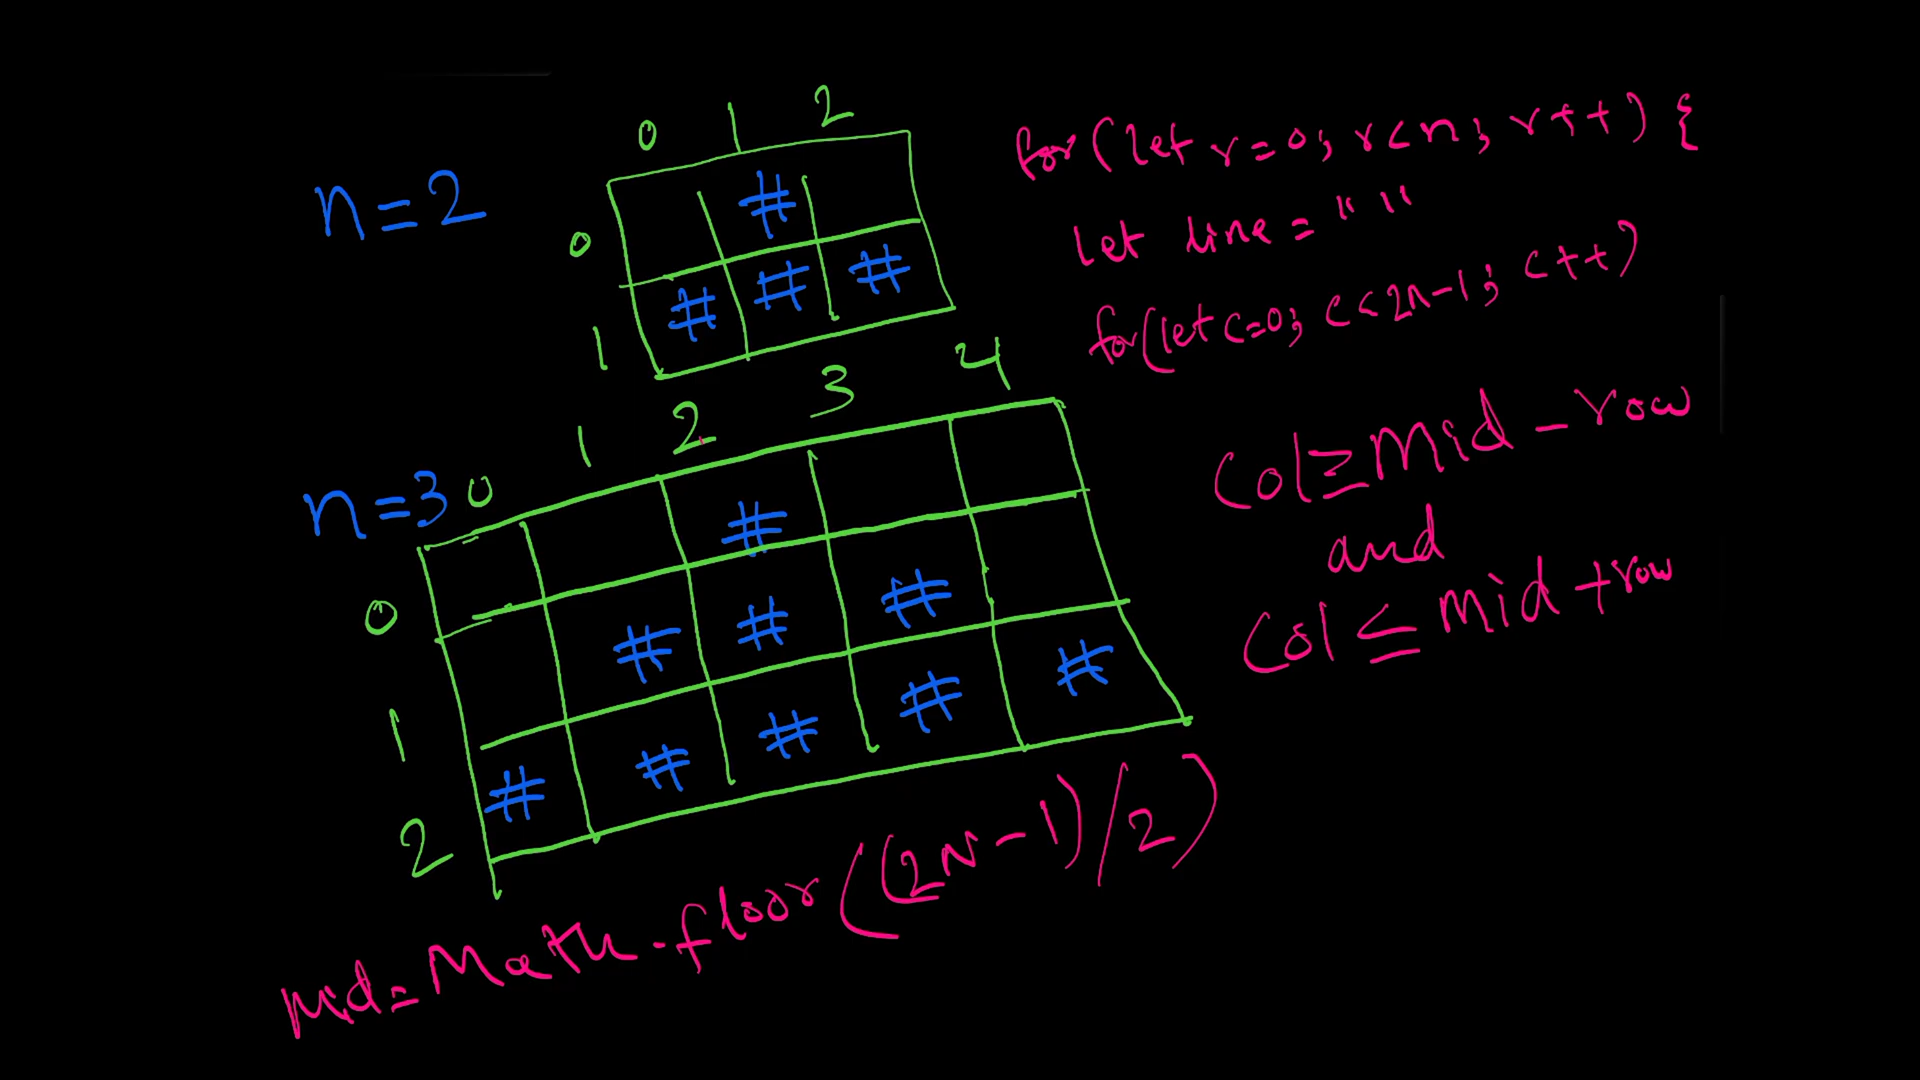 n=2
0 1 2
0 #
1 # # #
for(let r=0; r<n; r++) {
let line = " "
for(let c=0; c<2n-1; c++)
n=3
0 1 2 3 4
0 #
1 # # #
2 # # # # #
Col≥Mid-row
and
Col ≤ mid +row
Mid=Math.floor((2N-1)/2)